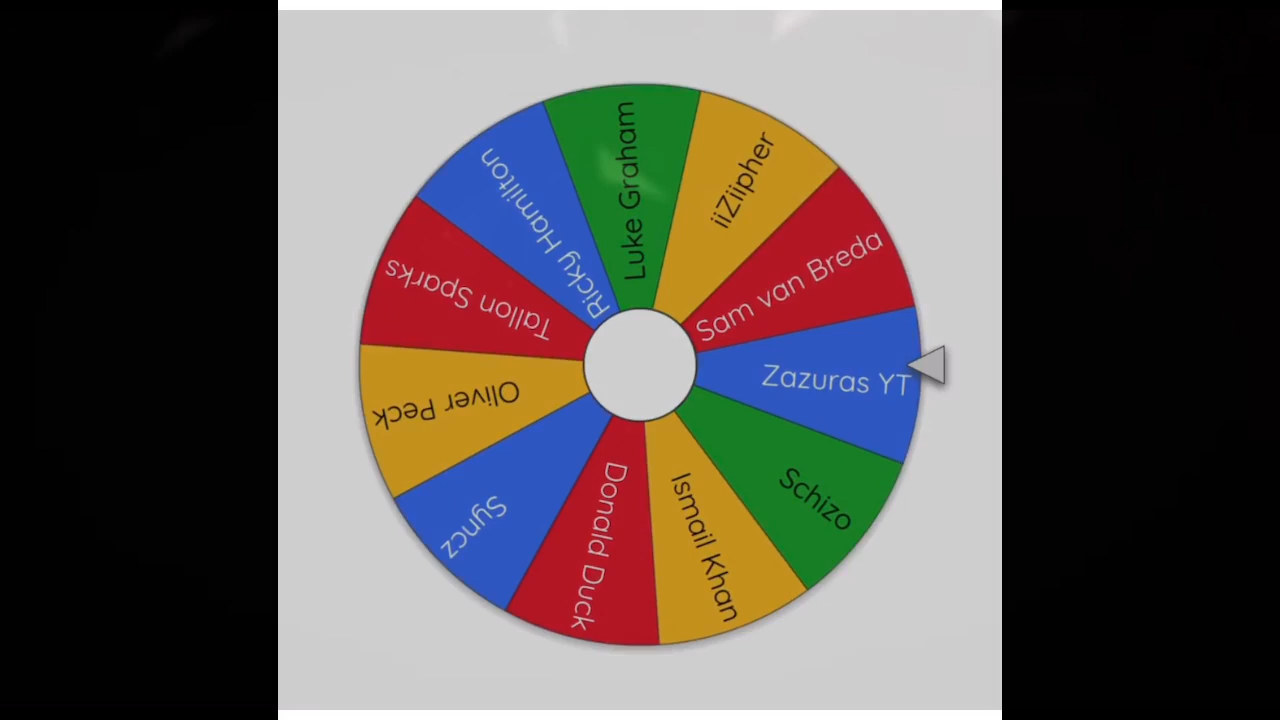 Luke Graham
iiZiipher
Sam van Breda
Zazuras YT
Schizo
Ismail Khan
Donald Duck
Syncz
Oliver Peck
Tallon Sparks
Ricky Hamilton